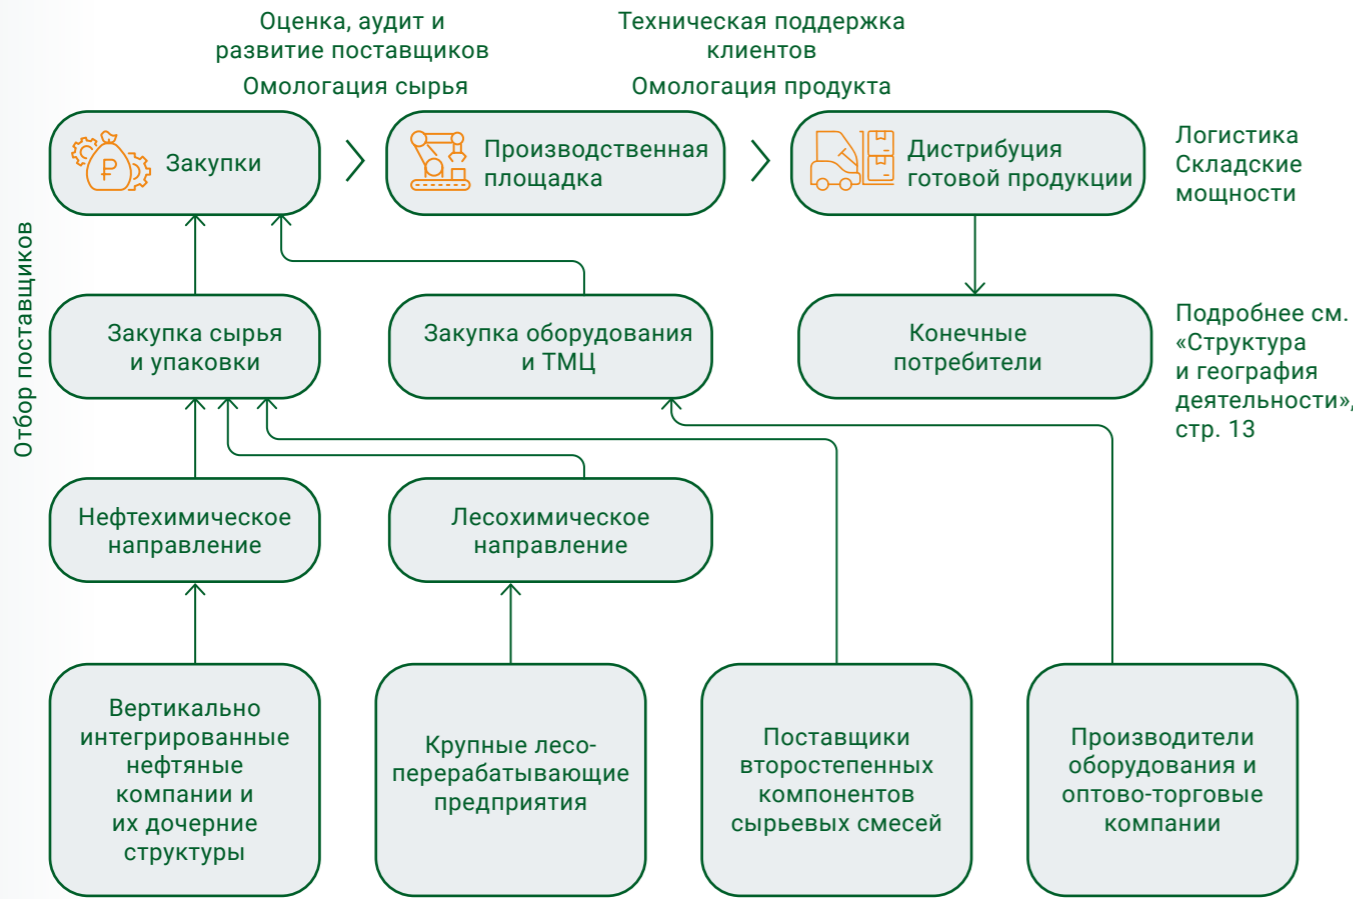 Оценка, аудит и
развитие поставщиков
Омологация сырья
Техническая поддержка
клиентов
Омологация продукта
Закупки
Производственная
площадка
Дистрибуция
готовой продукции
Логистика
Складские
мощности
Отбор поставщиков
Закупка сырья
и упаковки
Закупка оборудования
и ТМЦ
Конечные
потребители
Подробнее см.
«Структура
и география
деятельности»,
стр. 13
Нефтехимическое
направление
Лесохимическое
направление
Вертикально
интегрированные
нефтяные
компании и
их дочерние
структуры
Крупные лесо-
перерабатывающие
предприятия
Поставщики
второстепенных
компонентов
сырьевых смесей
Производители
оборудования и
оптово-торговые
компании